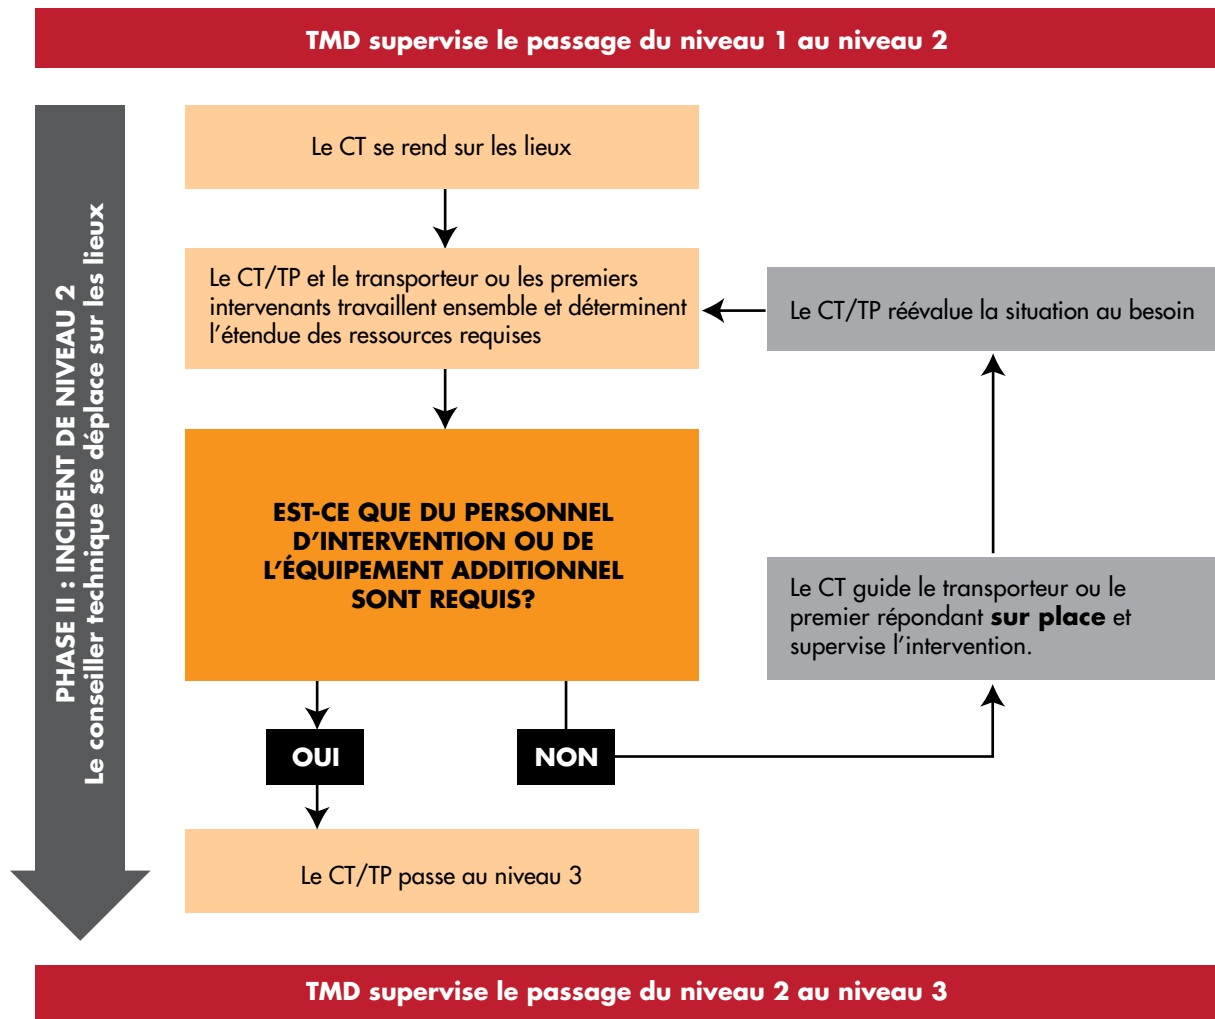 TMD supervise le passage du niveau 1 au niveau 2
PHASE II : INCIDENT DE NIVEAU 2
Le conseiller technique se déplace sur les lieux
Le CT se rend sur les lieux
Le CT/TP et le transporteur ou les premiers
intervenants travaillent ensemble et déterminent
l’étendue des ressources requises
Le CT/TP réévalue la situation au besoin
EST-CE QUE DU PERSONNEL
D’INTERVENTION OU DE
L’ÉQUIPEMENT ADDITIONNEL
SONT REQUIS?
Le CT guide le transporteur ou le
premier répondant sur place et
supervise l’intervention.
OUI
NON
Le CT/TP passe au niveau 3
TMD supervise le passage du niveau 2 au niveau 3